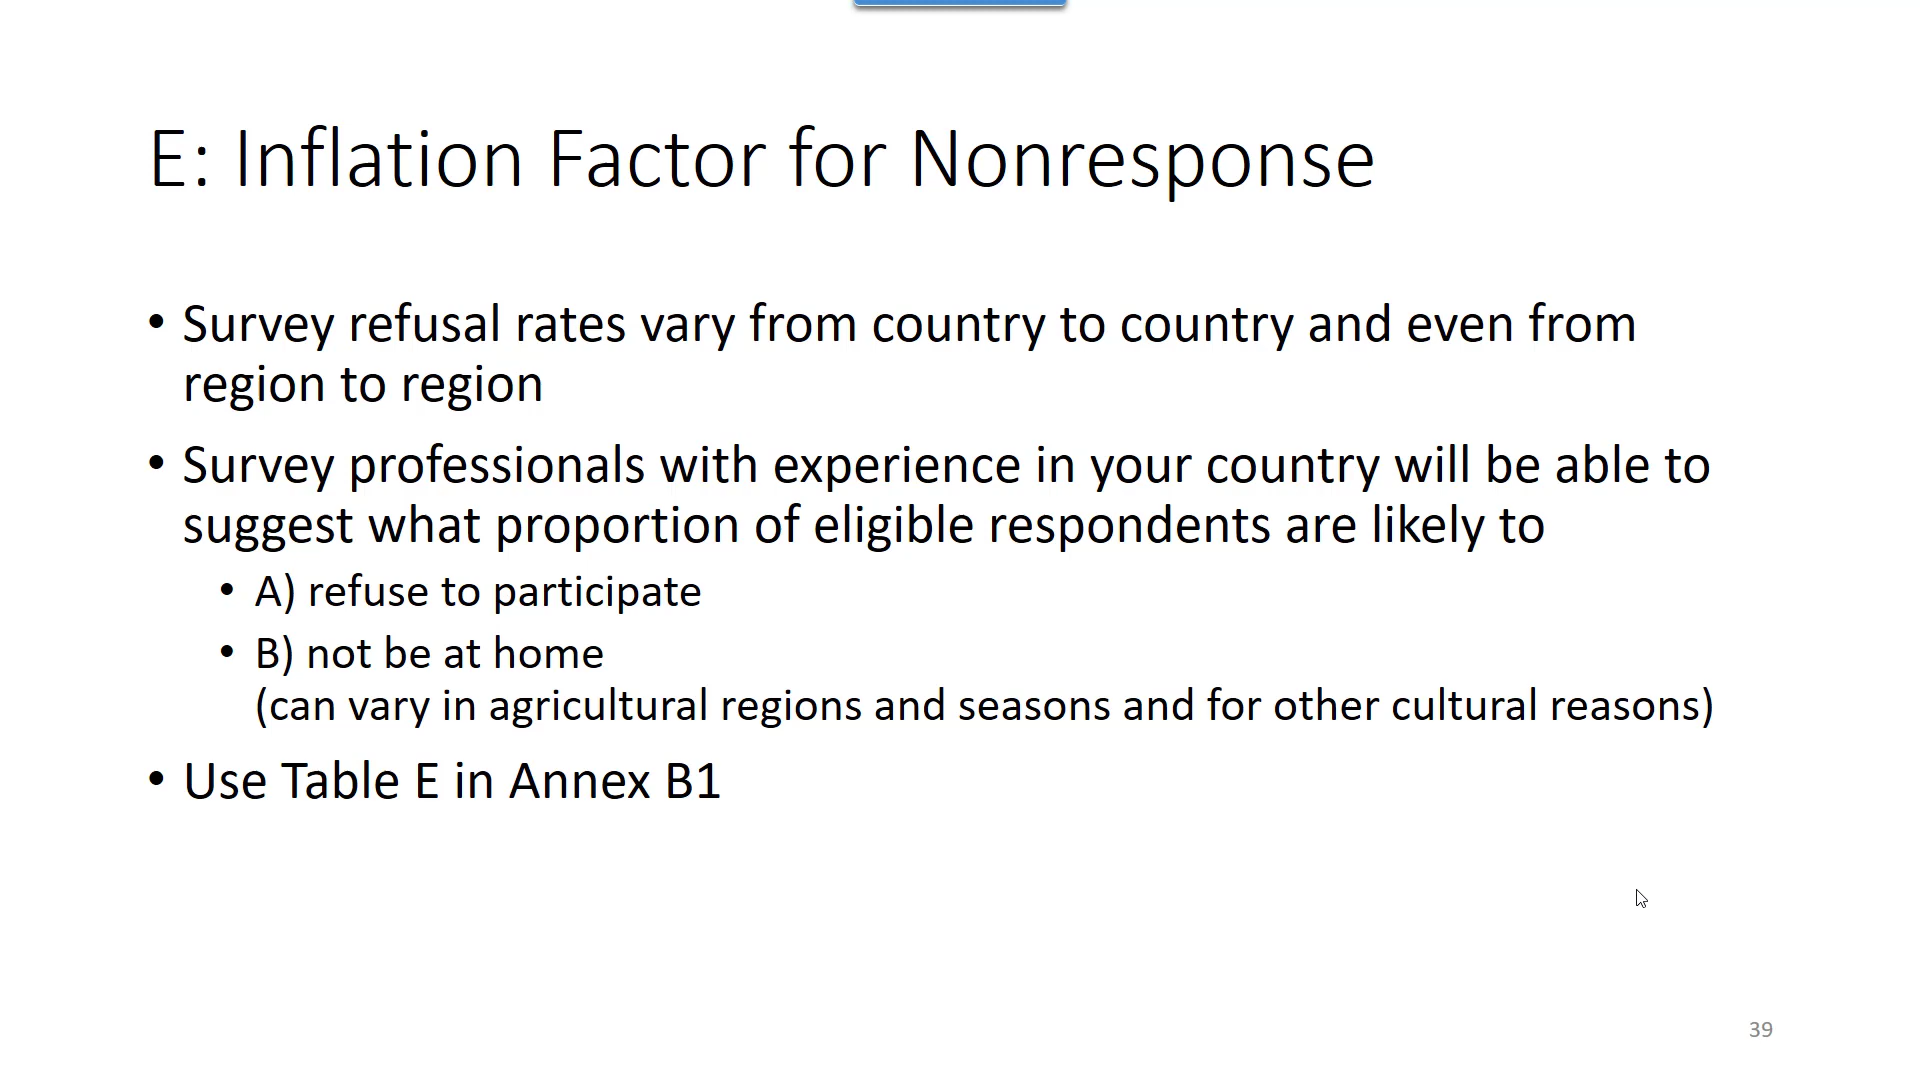 E: Inflation Factor for Nonresponse
• Survey refusal rates vary from country to country and even from
region to region
• Survey professionals with experience in your country will be able to
suggest what proportion of eligible respondents are likely to
• A) refuse to participate
• B) not be at home
(can vary in agricultural regions and seasons and for other cultural reasons)
• Use Table E in Annex B1
39